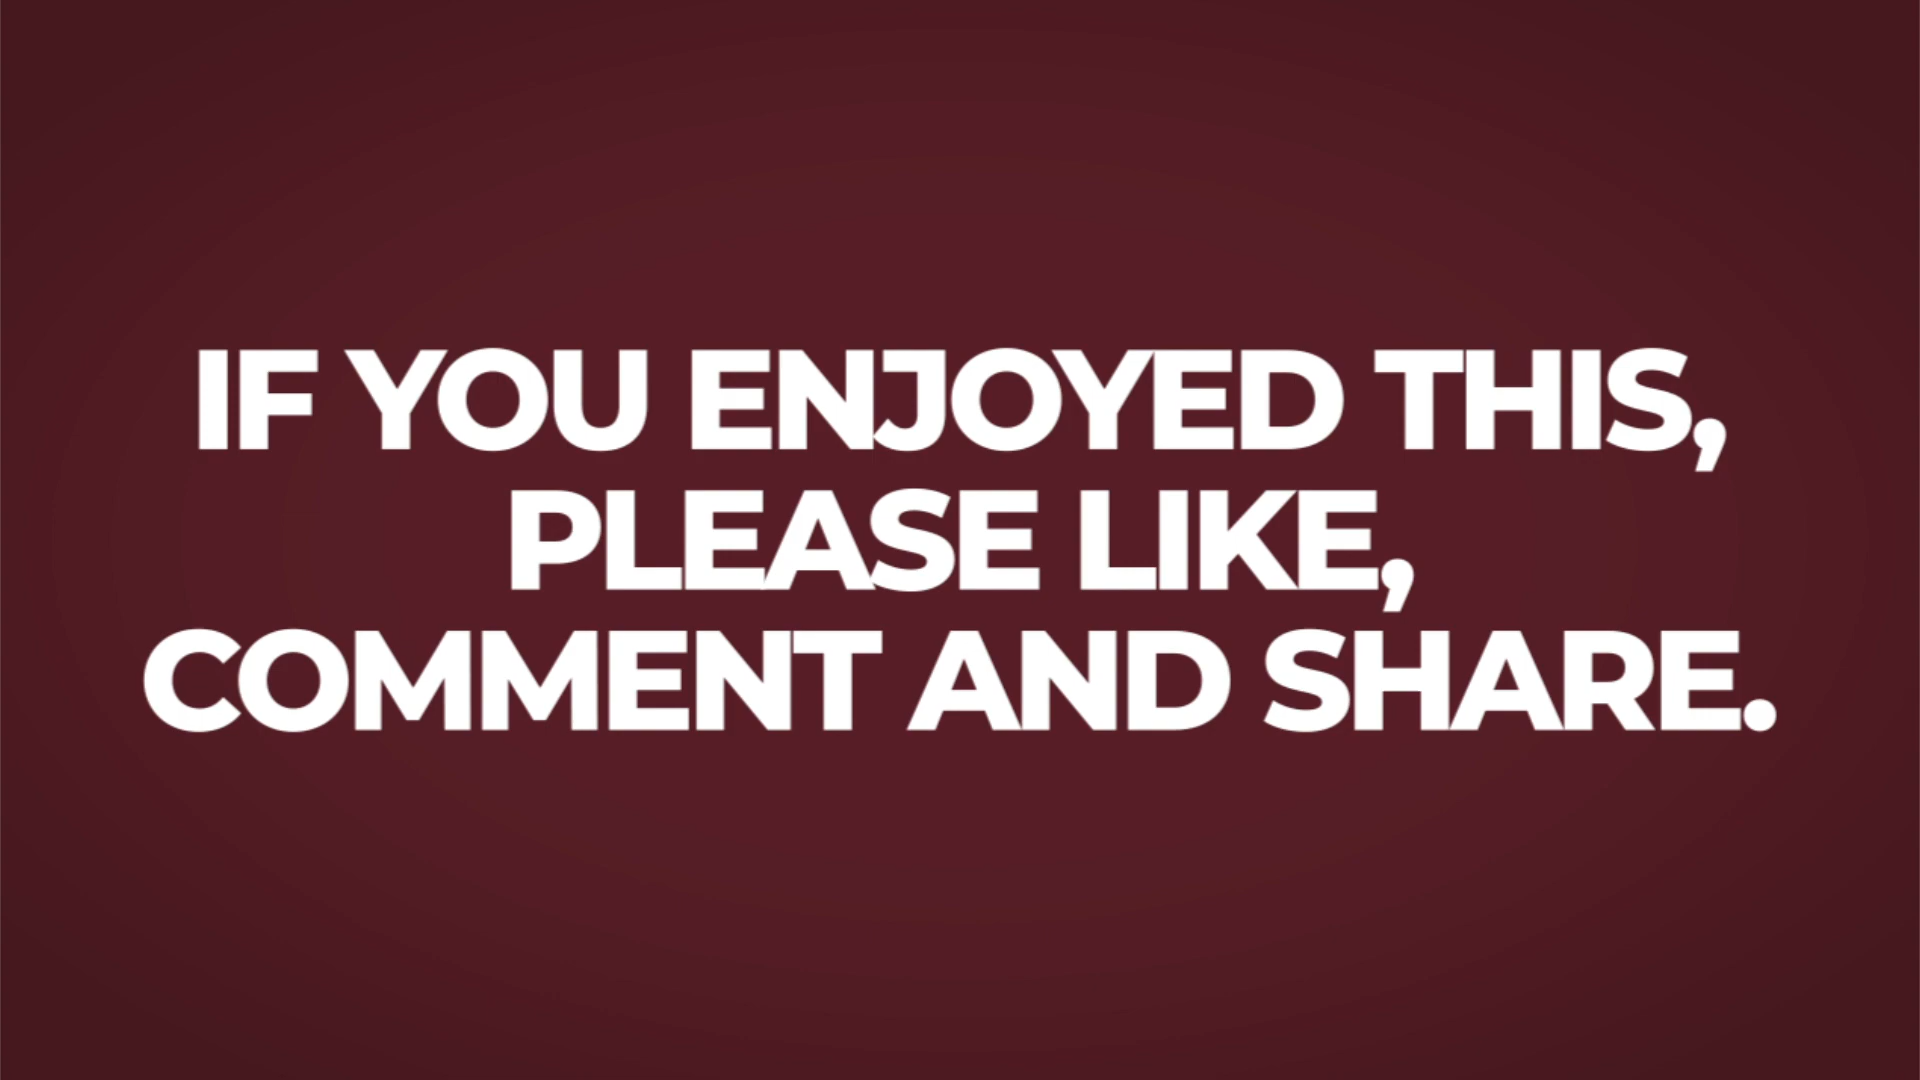 IF YOU ENJOYED THIS,
PLEASE LIKE,
COMMENT AND SHARE.